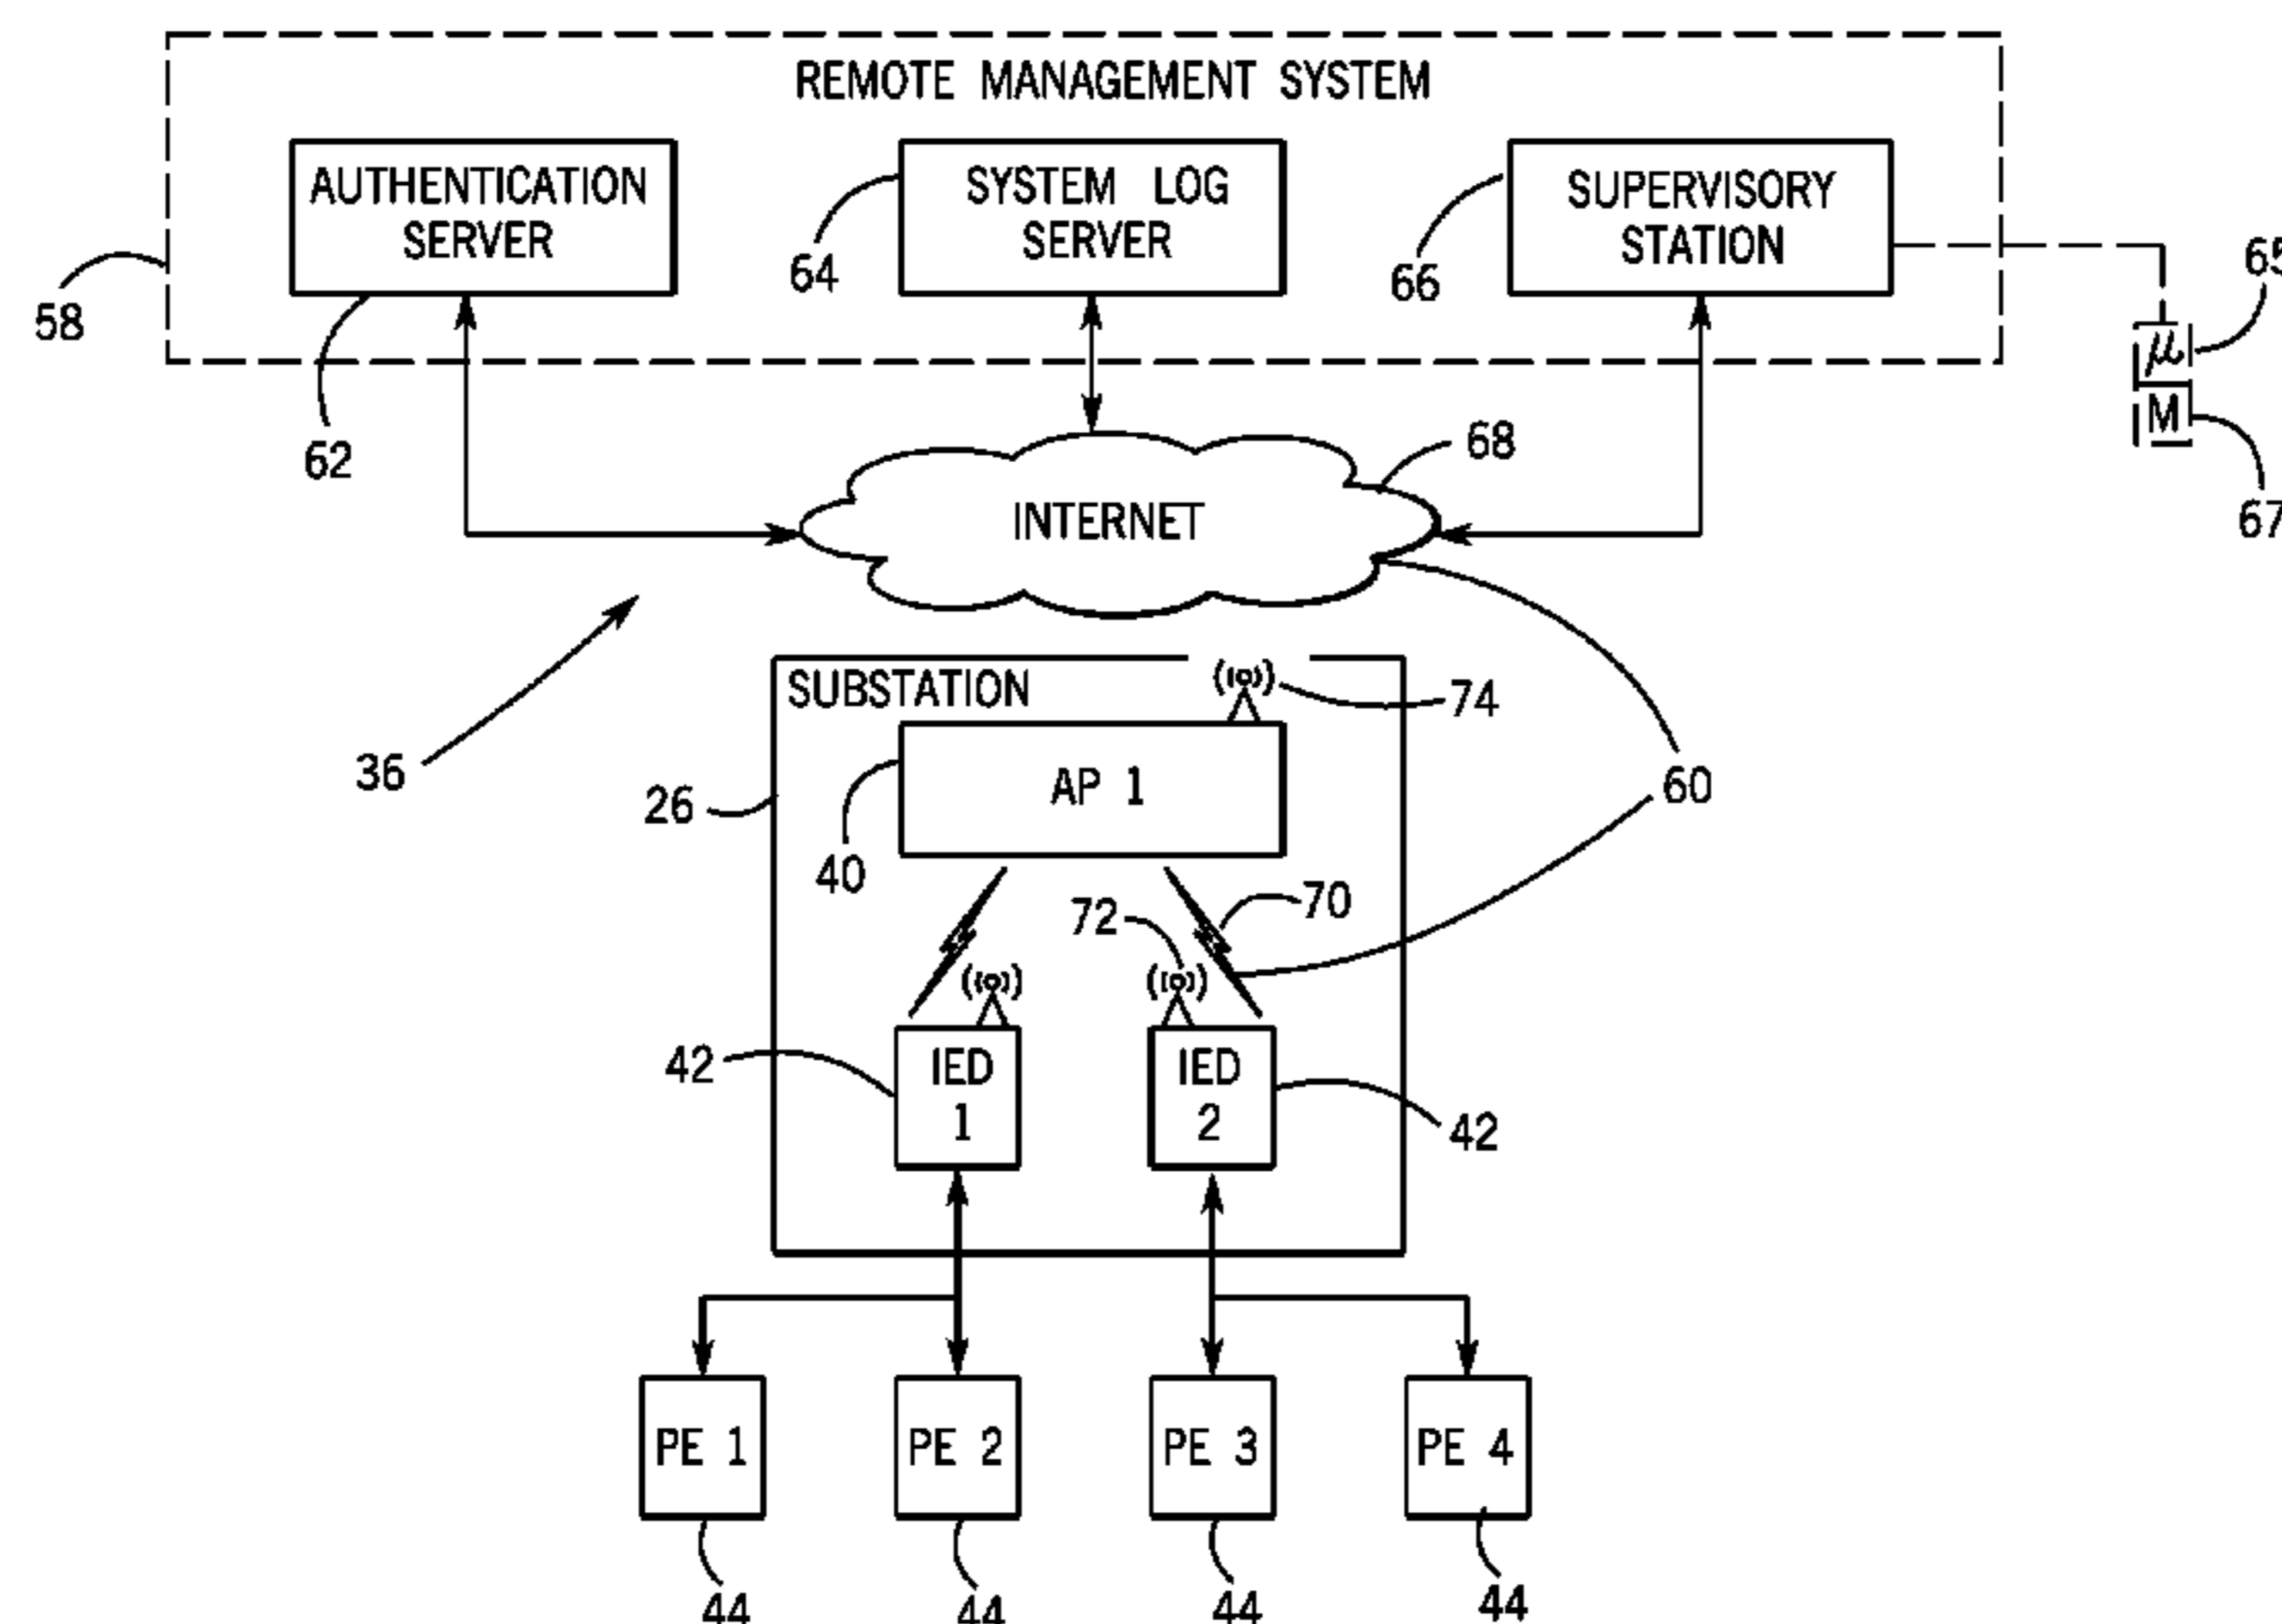 REMOTE MANAGEMENT SYSTEM
AUTHENTICATION
SERVER
SYSTEM LOG
SERVER
SUPERVISORY
STATION
58
62
64
66
65
μ
M
67
68
INTERNET
36
SUBSTATION
74
26
AP 1
40
60
70
72
42
IED
1
IED
2
42
PE 1
PE 2
PE 3
PE 4
44
44
44
44